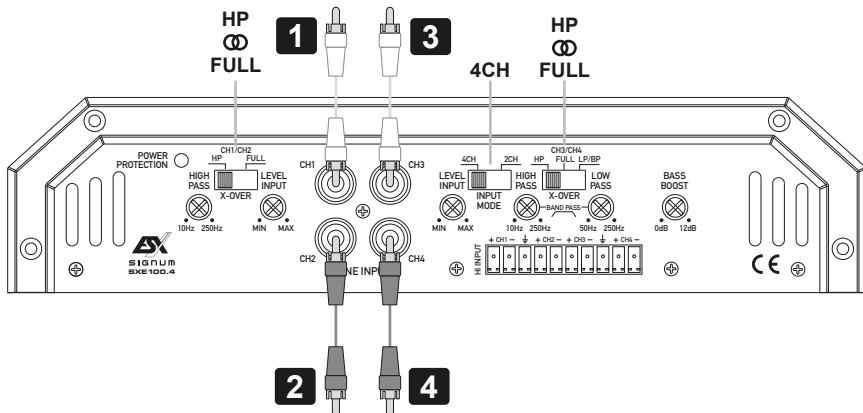 HP
FULL
1
3
4CH
HP
FULL
POWER
PROTECTION
CH1/CH2
HP
FULL
X-OVER
HIGH
PASS
10Hz 250Hz
LEVEL
INPUT
MIN MAX
CH1
CH3
CH2
CH4
NE INPU
LEVEL
INPUT
MIN MAX
4CH
2CH
INPUT
MODE
HIGH
PASS
10Hz 250Hz
CH3/CH4
HP FULL LP/BP
X-OVER
BAND PASS
LOW
PASS
50Hz 250Hz
BASS
BOOST
0dB 12dB
HI INPUT
+ CH1 − + CH2 − + CH3 − + CH4 −
ESX
SIGNUM
SXE100.4
CE
2
4